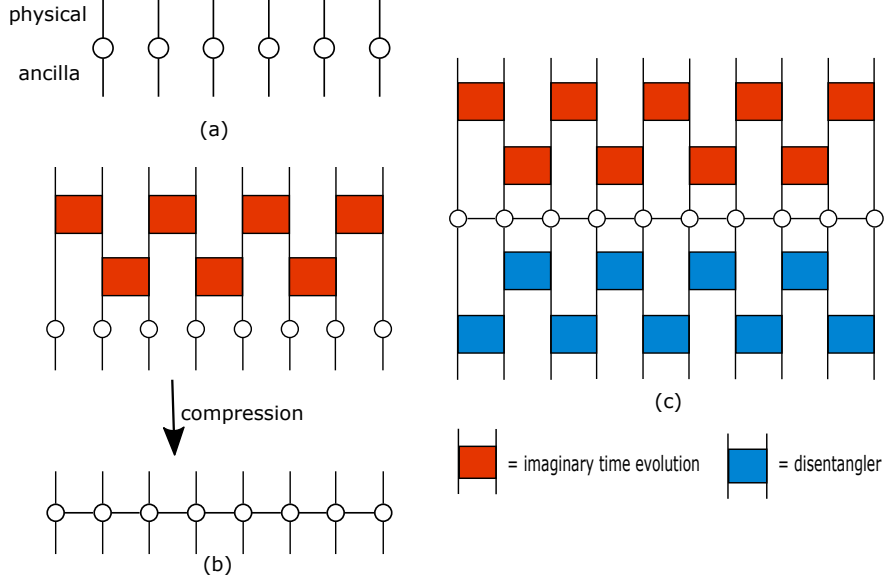 physical
ancilla
(a)
compression
(b)
(c)
= imaginary time evolution
= disentangler